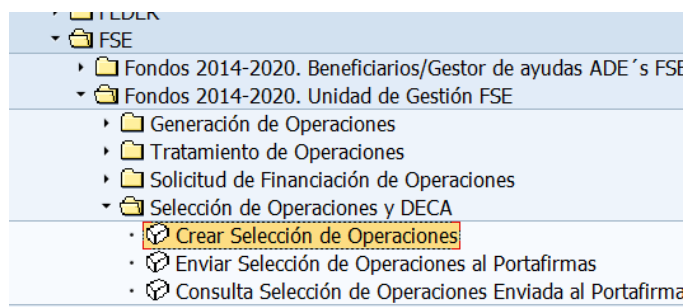 FEDER
FSE
Fondos 2014-2020. Beneficiarios/Gestor de ayudas ADE´s FSE
Fondos 2014-2020. Unidad de Gestión FSE
Generación de Operaciones
Tratamiento de Operaciones
Solicitud de Financiación de Operaciones
Selección de Operaciones y DECA
Crear Selección de Operaciones
Enviar Selección de Operaciones al Portafirmas
Consulta Selección de Operaciones Enviada al Portafirma